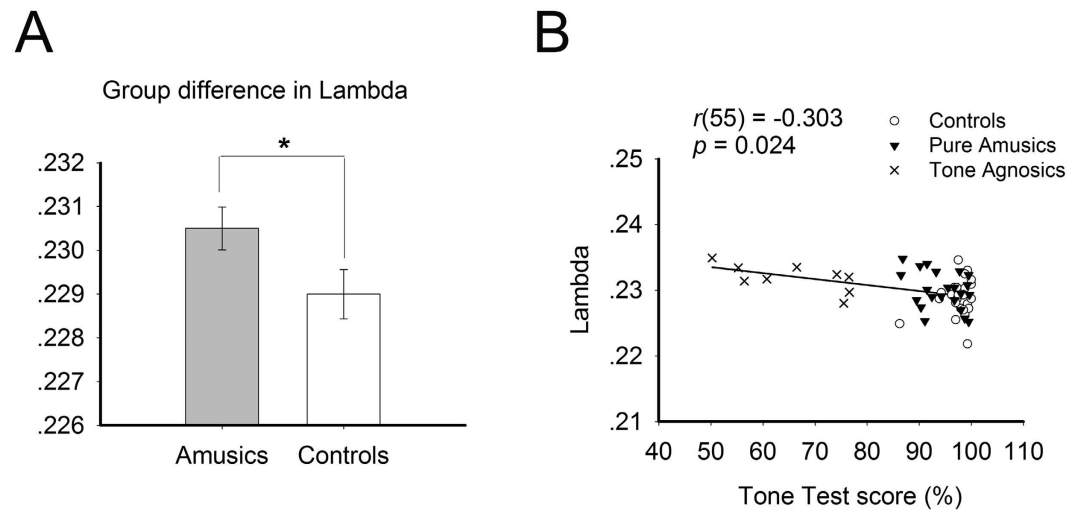 A
Group difference in Lambda
*
.232
.231
.230
.229
.228
.227
.226
Amusics Controls
B
r(55) = -0.303
p = 0.024
Controls
Pure Amusics
Tone Agnosics
.25
.24
.23
.22
.21
Lambda
40 50 60 70 80 90 100 110
Tone Test score (%)